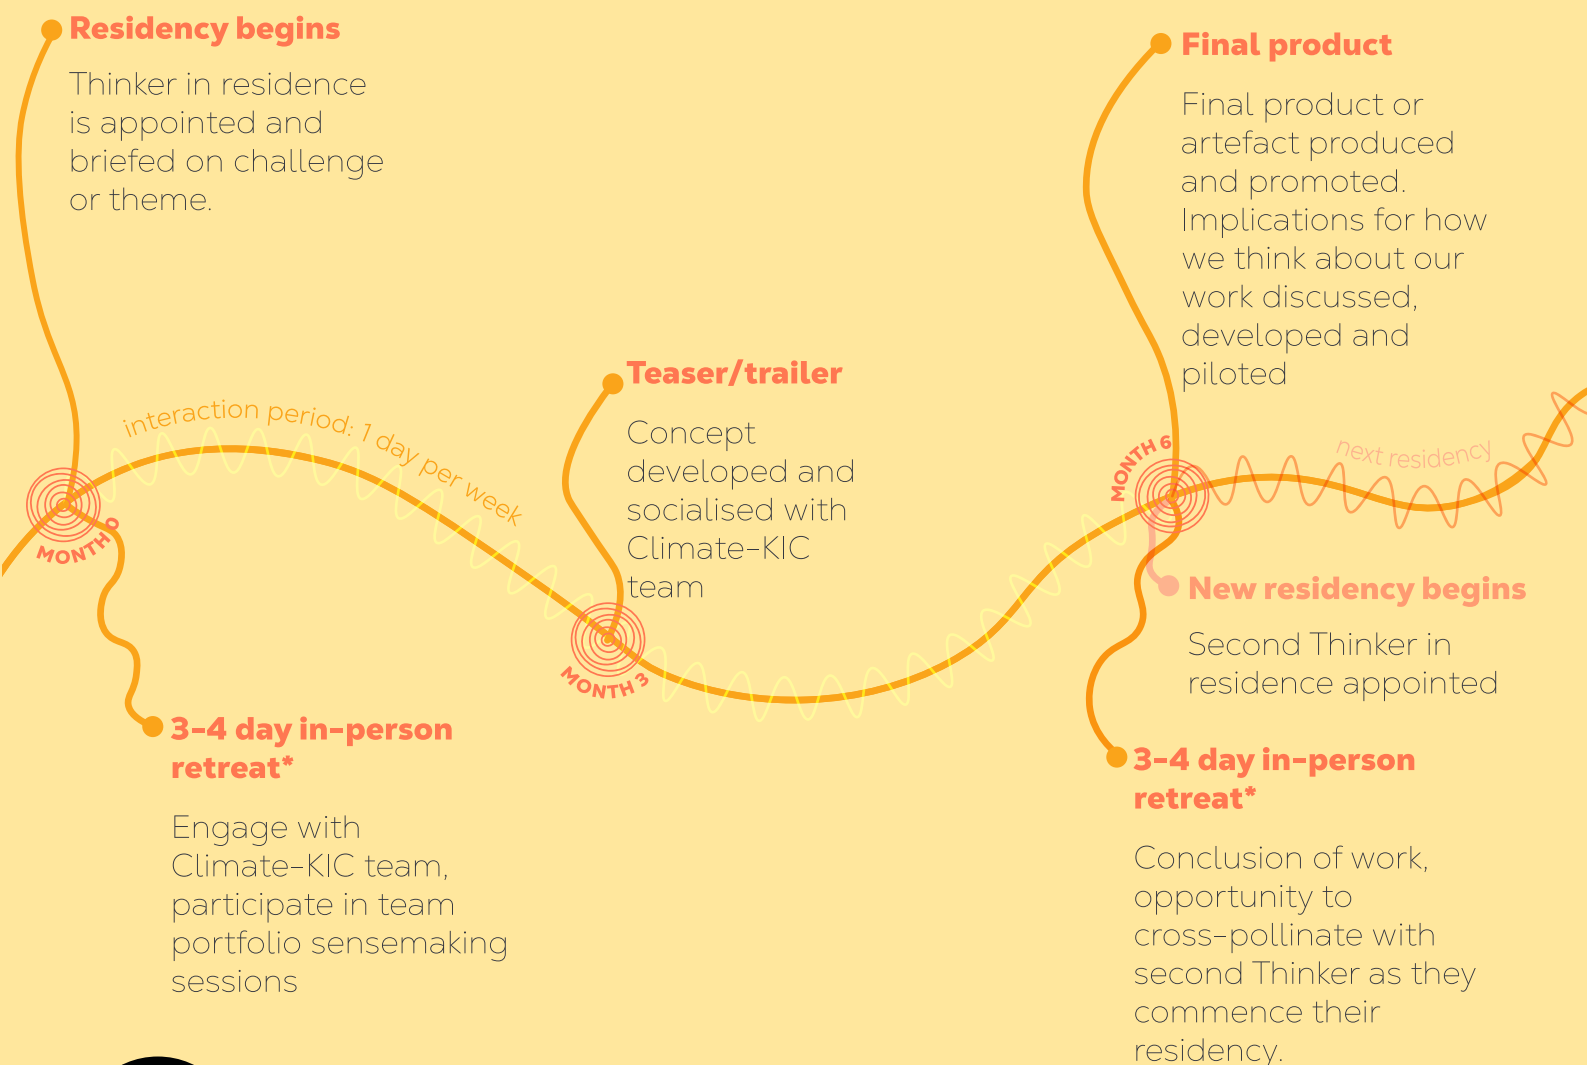 Residency begins
Thinker in residence
is appointed and
briefed on challenge
or theme.
interaction period: 1 day per week
MONTH 0
3-4 day in-person
retreat*
Engage with
Climate-KIC team,
participate in team
portfolio sensemaking
sessions
Teaser/trailer
Concept
developed and
socialised with
Climate-KIC
team
MONTH 3
Final product
Final product or
artefact produced
and promoted.
Implications for how
we think about our
work discussed,
developed and
piloted
MONTH 6
next residency
New residency begins
Second Thinker in
residence appointed
3-4 day in-person
retreat*
Conclusion of work,
opportunity to
cross-pollinate with
second Thinker as they
commence their
residency.